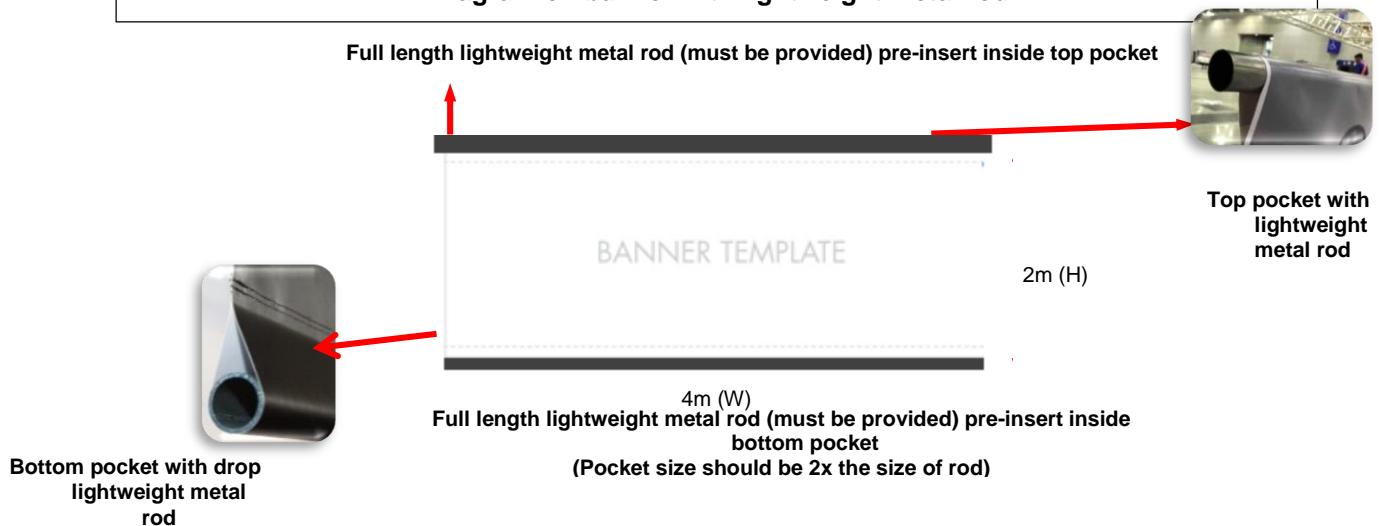 Full length lightweight metal rod (must be provided) pre-insert inside top pocket
Top pocket with
lightweight
metal rod
BANNER TEMPLATE
2m (H)
4m (W)
Full length lightweight metal rod (must be provided) pre-insert inside
bottom pocket
(Pocket size should be 2x the size of rod)
Bottom pocket with drop
lightweight metal
rod